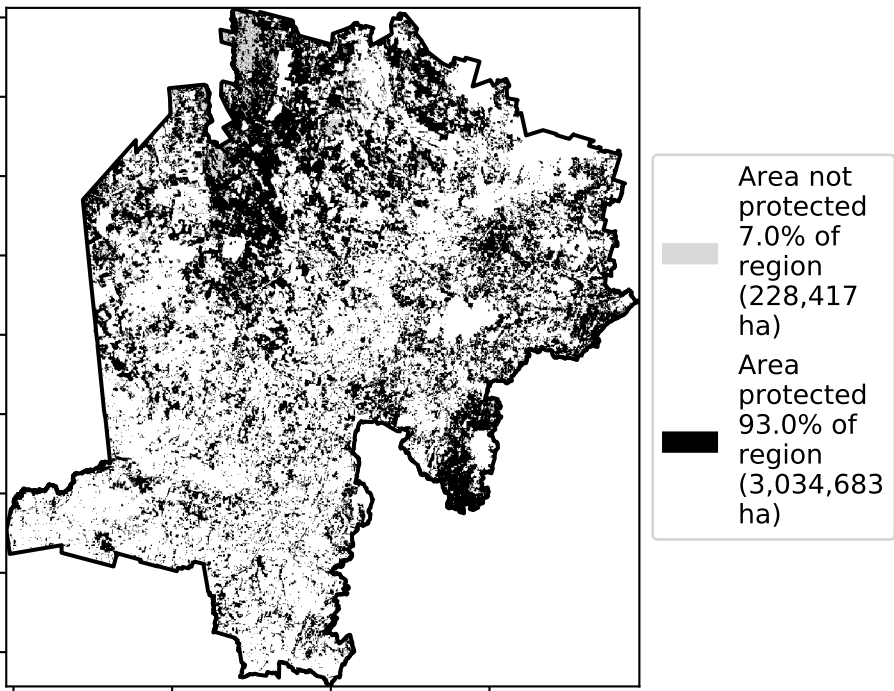 Area not
protected
7.0% of
region
(228,417
ha)
Area
protected
93.0% of
region
(3,034,683
ha)